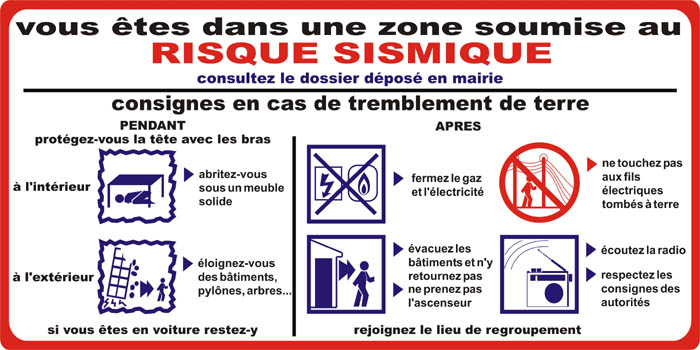 vous êtes dans une zone soumise au
RISQUE SISMIQUE
consultez le dossier déposé en mairie
consignes en cas de tremblement de terre
PENDANT
protégez-vous la tête avec les bras
à l'intérieur
abritez-vous
sous un meuble
solide
à l'extérieur
éloignez-vous
des bâtiments,
pylônes, arbres...
si vous êtes en voiture restez-y
APRES
fermez le gaz
et l'électricité
ne touchez pas
aux fils
électriques
tombés à terre
évacuez les
bâtiments et n'y
retournez pas
ne prenez pas
l'ascenseur
écoutez la radio
respectez les
consignes des
autorités
rejoignez le lieu de regroupement